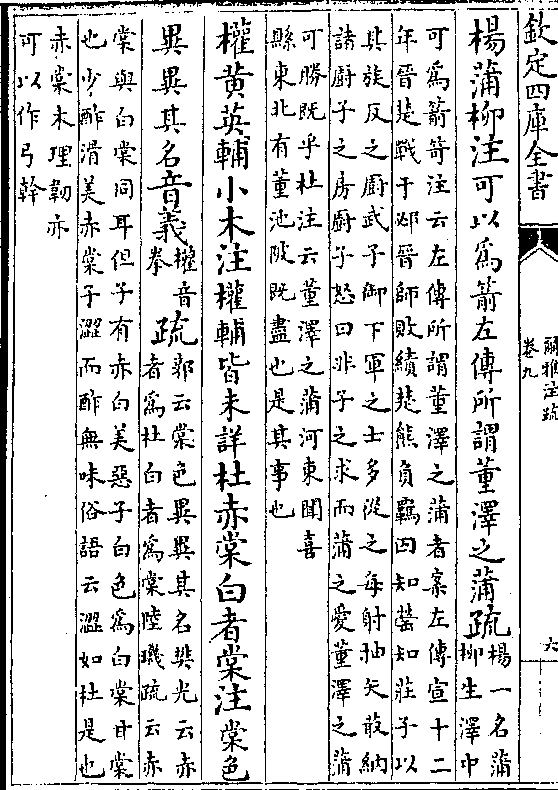 欽定四庫全書
爾雅注疏
卷九
六
楊蒲栁注可以為箭左傳所謂董澤之蒲疏楊一名蒲
栁生澤中
可為箭笴注云左傳所謂董澤之蒲者案左傳宣十二
年晉楚戰于邲晉師敗績楚熊負羈囚知罃知莊子以
其族反之厨武子御下軍之士多從之每射抽矢菆納
諸厨子之房厨子怒曰非子之求而蒲之愛董澤之蒲
可勝既乎杜注云董澤之蒲河東聞喜
縣東北有董池陂既盡也是其事也
權黃英輔小木注權輔皆未詳杜赤棠白者棠注棠色
異異其名音義權音
拳疏郭云棠色異異其名樊光云赤
者為杜白者為棠陸璣疏云赤
棠與白棠同耳但子有赤白美惡子白色為白棠甘棠
也少酢滑美赤棠子澀而酢無味俗語云澀如杜是也
赤棠木理韌亦
可以作弓幹